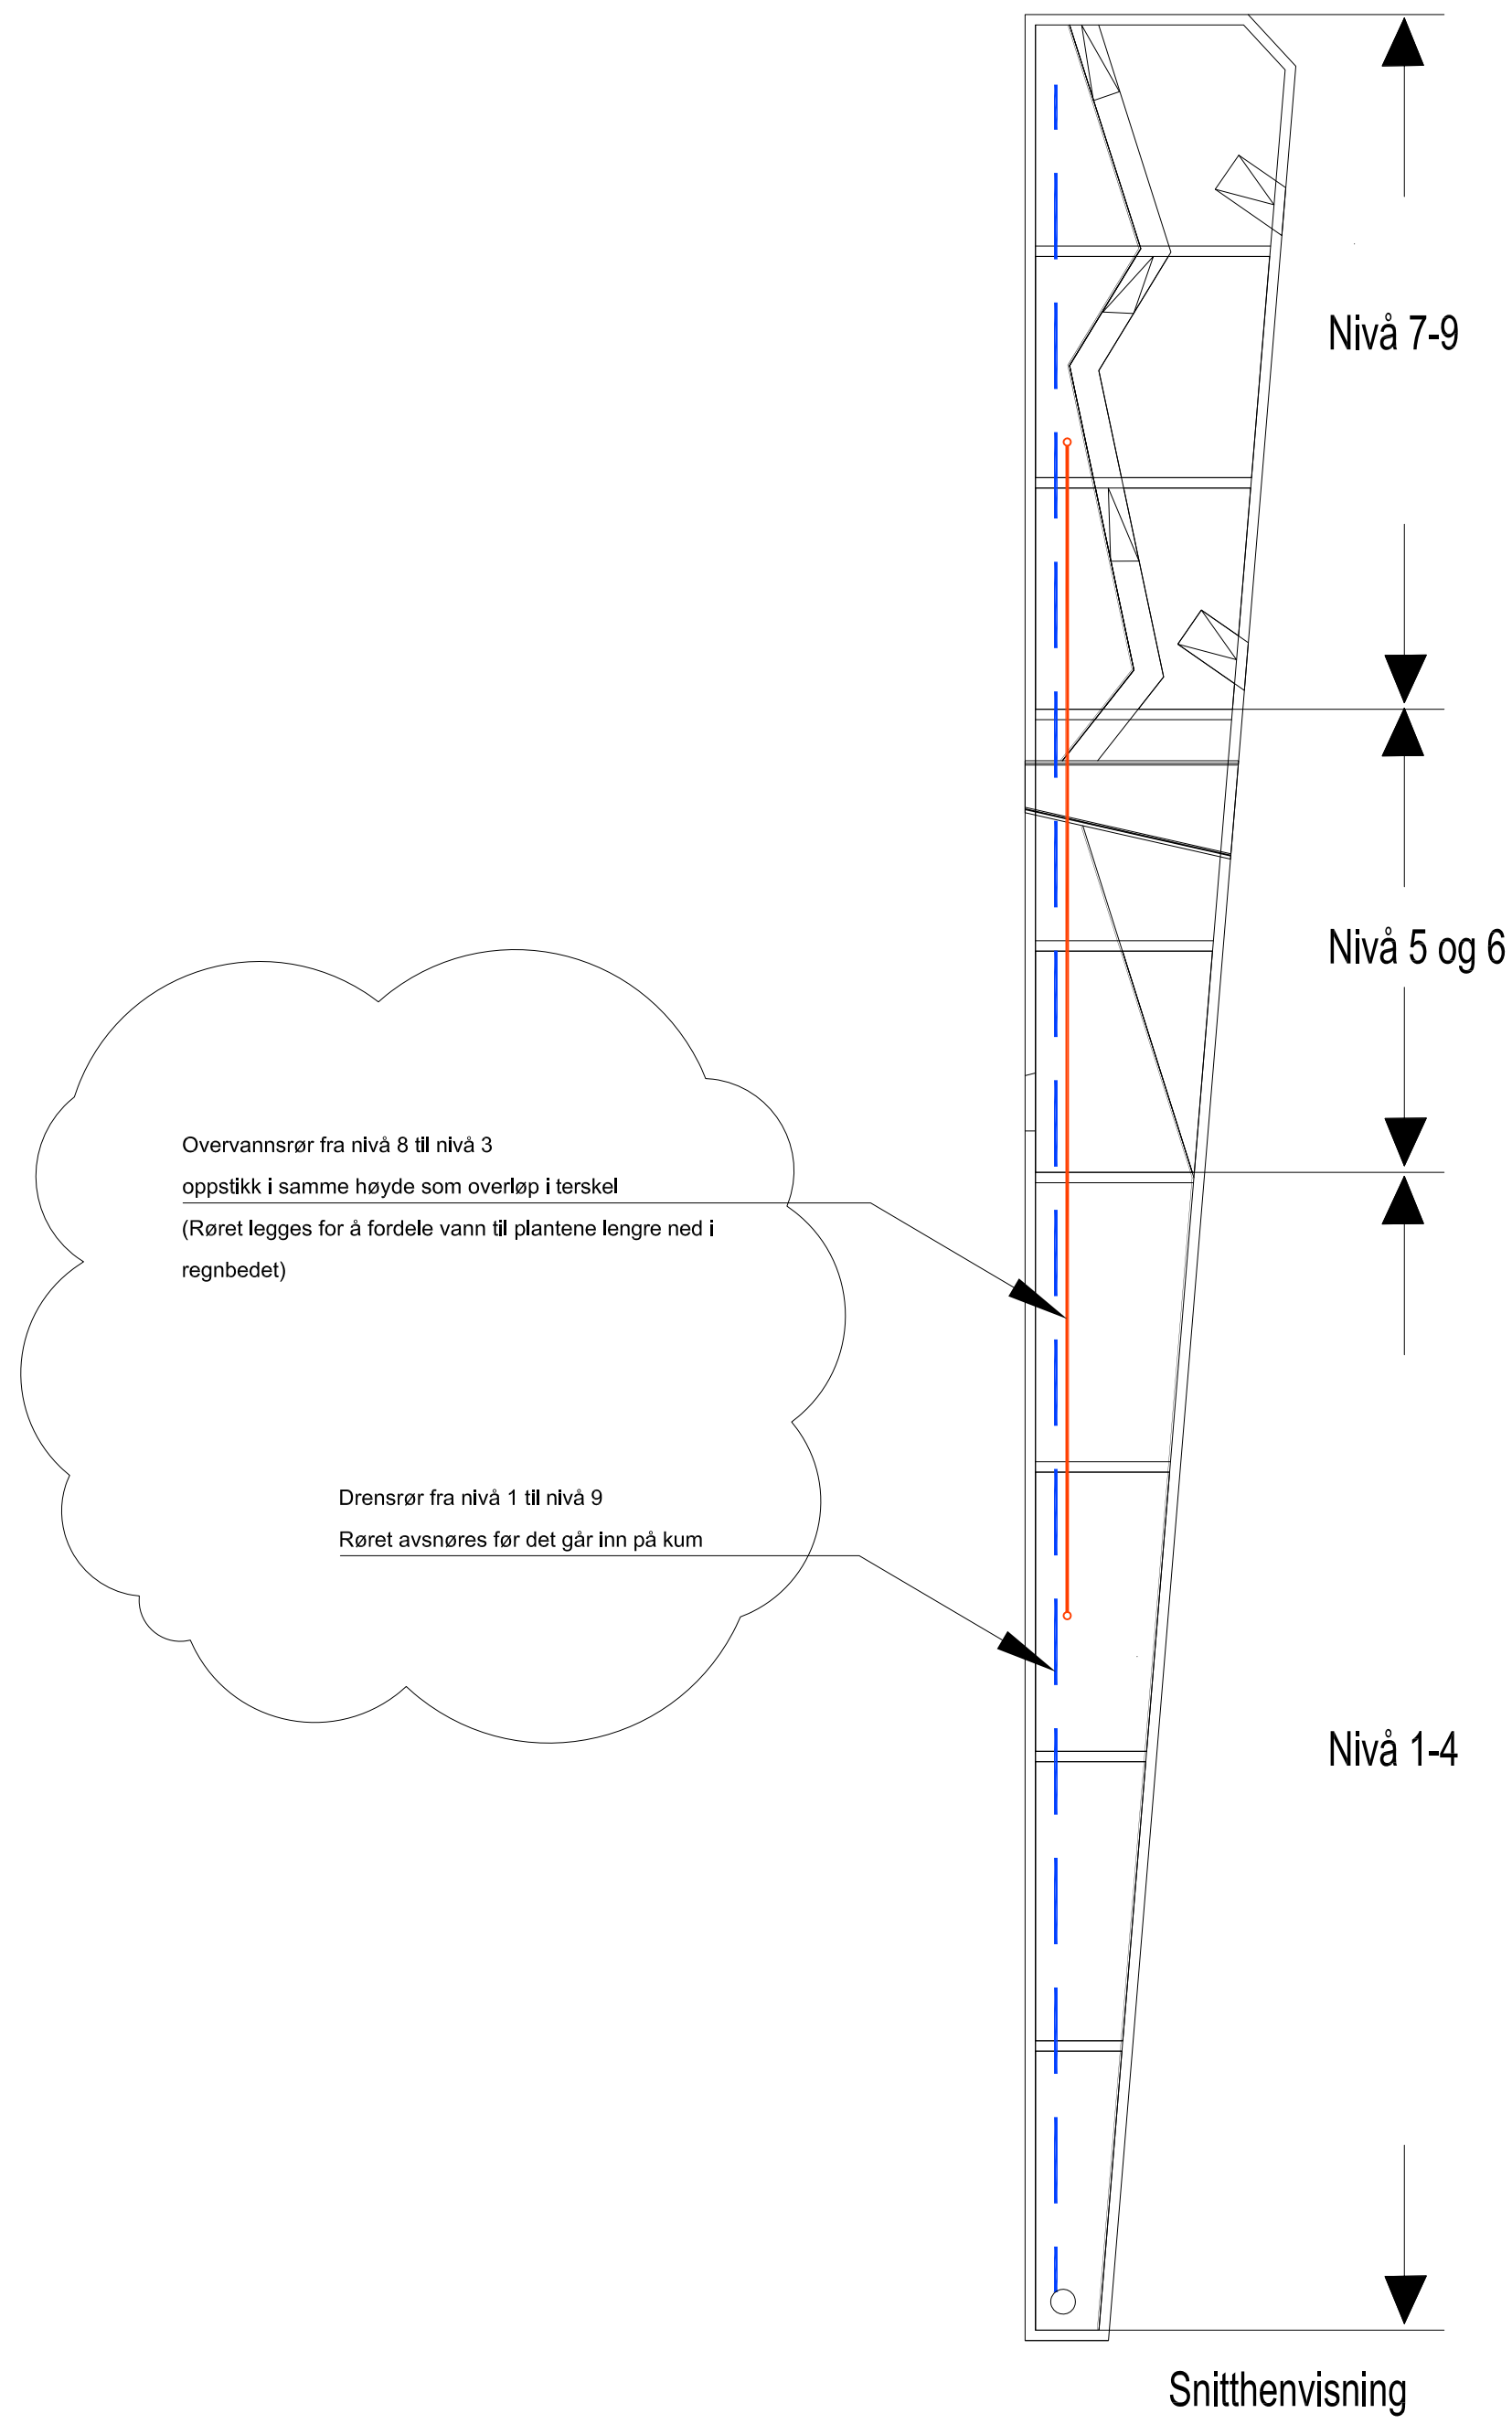 Nivå 7-9
Nivå 5 og 6
Overvannsrør fra nivå 8 til nivå 3
oppstikk i samme høyde som overløp i terskel
(Røret legges for å fordele vann til plantene lengre ned i
regnbedet)
Drensrør fra nivå 1 til nivå 9
Røret avsnøres før det går inn på kum
Nivå 1-4
Snitthenvisning